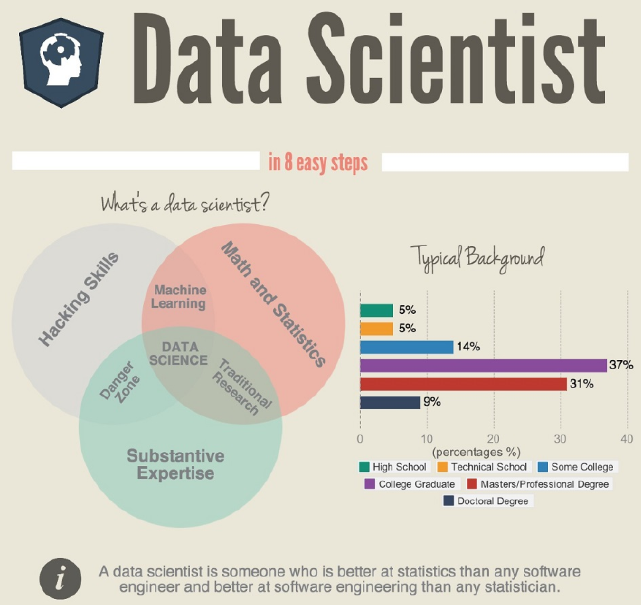 Data Scientist
in 8 easy steps
What's a data scientist?
Hacking Skills
Machine
Learning
Math and Statistics
DATA
SCIENCE
Danger
Zone
Traditional
Research
Substantive
Expertise
Typical Background
5%
5%
14%
37%
31%
9%
0 10 20 30 40
(percentages %)
High School Technical School Some College
College Graduate Masters/Professional Degree
Doctoral Degree
i
A data scientist is someone who is better at statistics than any software
engineer and better at software engineering than any statistician.